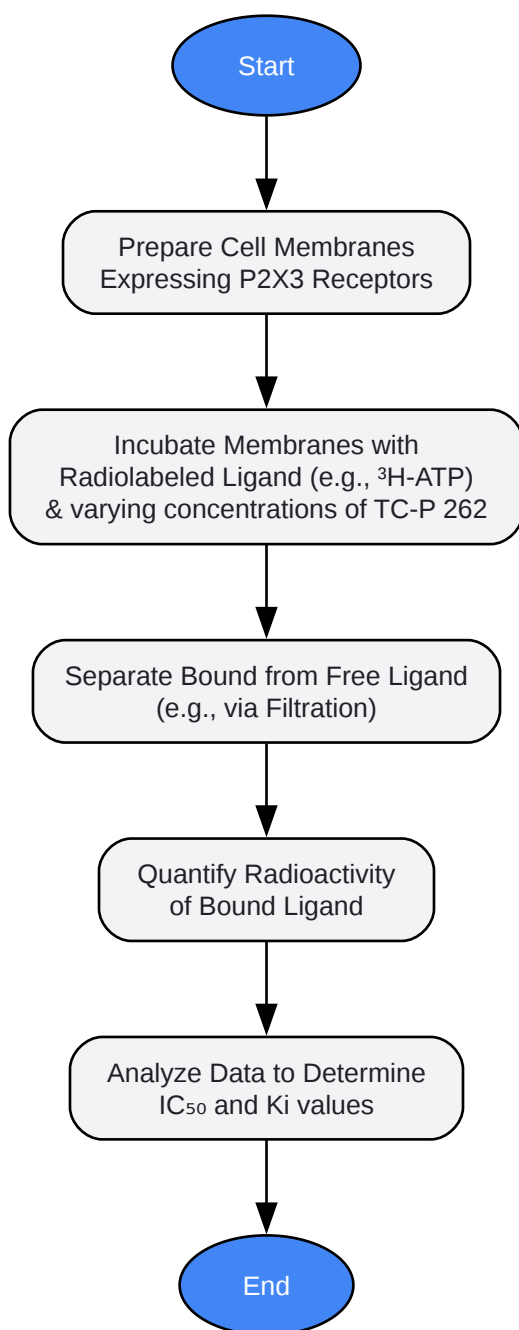 Start
Prepare Cell Membranes
Expressing P2X3 Receptors
Incubate Membranes with
Radiolabeled Ligand (e.g., ³H-ATP)
& varying concentrations of TC-P 262
Separate Bound from Free Ligand
(e.g., via Filtration)
Quantify Radioactivity
of Bound Ligand
Analyze Data to Determine
IC₅₀ and Ki values
End